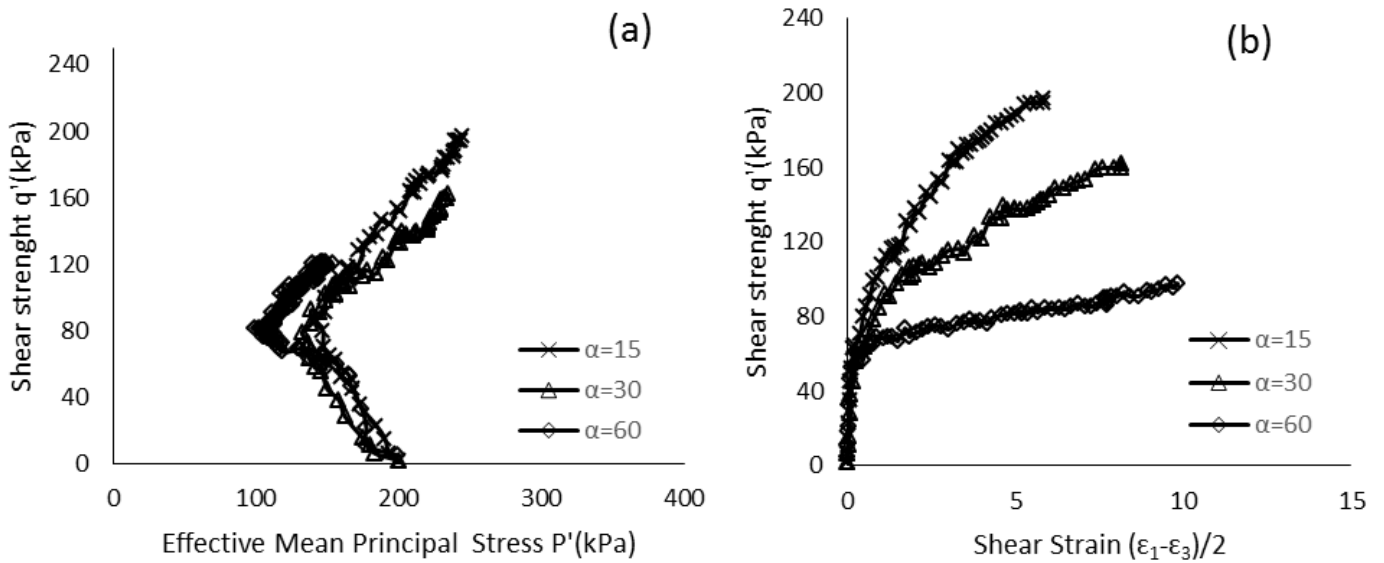 (a)
Shear strenght q'(kPa)
240
200
160
120
80
40
0
0 100 200 300 400
Effective Mean Principal Stress P'(kPa)
α=15
α=30
α=60
(b)
Shear strenght q'(kPa)
240
200
160
120
80
40
0
0 5 10 15
Shear Strain (ε₁-ε₃)/2
α=15
α=30
α=60